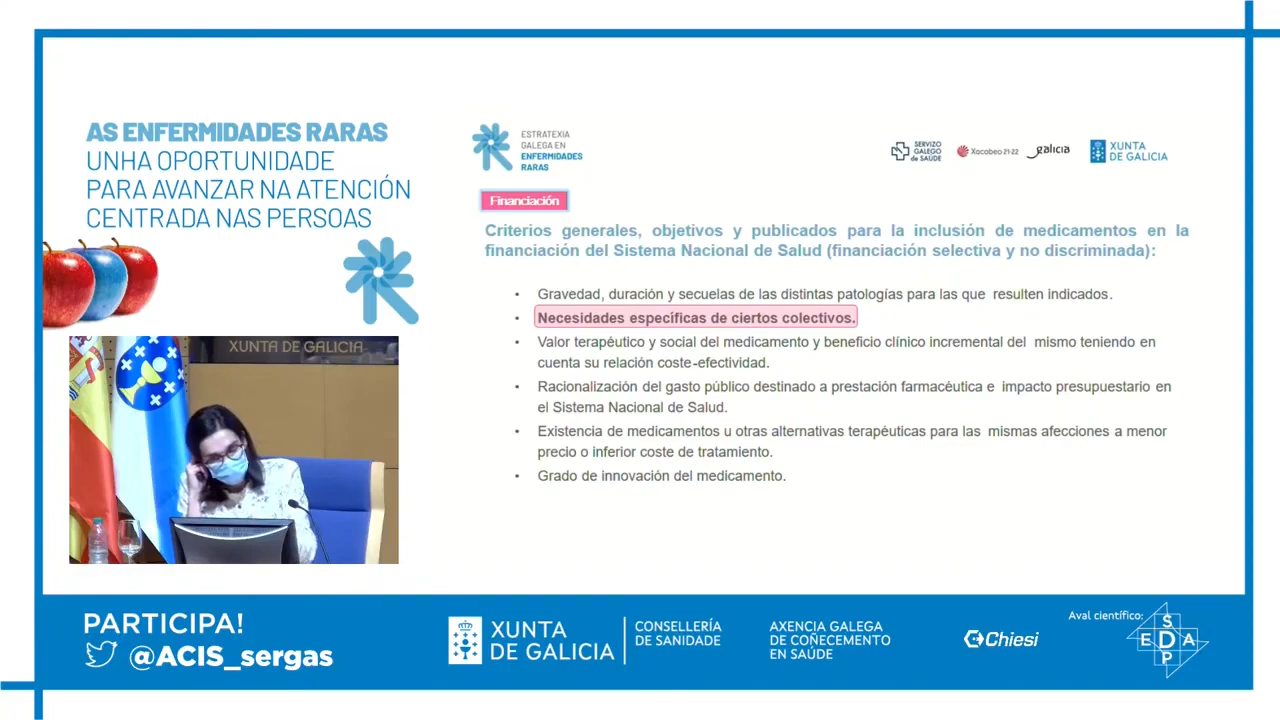 AS ENFERMIDADES RARAS
UNHA OPORTUNIDADE
PARA AVANZAR NA ATENCIÓN
CENTRADA NAS PERSOAS
ESTRATEXIA
GALEGA EN
ENFERMIDADES
RARAS
SERVIZO
GALEGO
de SAÚDE
Xacobeo 21·22
galicia
XUNTA
DE GALICIA
Financiación
Criterios generales, objetivos y publicados para la inclusión de medicamentos en la
financiación del Sistema Nacional de Salud (financiación selectiva y no discriminada):
• Gravedad, duración y secuelas de las distintas patologías para las que resulten indicados.
• Necesidades específicas de ciertos colectivos.
• Valor terapéutico y social del medicamento y beneficio clínico incremental del mismo teniendo en
cuenta su relación coste-efectividad.
• Racionalización del gasto público destinado a prestación farmacéutica e impacto presupuestario en
el Sistema Nacional de Salud.
• Existencia de medicamentos u otras alternativas terapéuticas para las mismas afecciones a menor
precio o inferior coste de tratamiento.
• Grado de innovación del medicamento.
XUNTA DE GALICIA
PARTICIPA!
@ACIS_sergas
XUNTA
DE GALICIA
CONSELLERÍA
DE SANIDADE
AXENCIA GALEGA
DE COÑECEMENTO
EN SAÚDE
Chiesi
Aval científico:
S
E D A
P